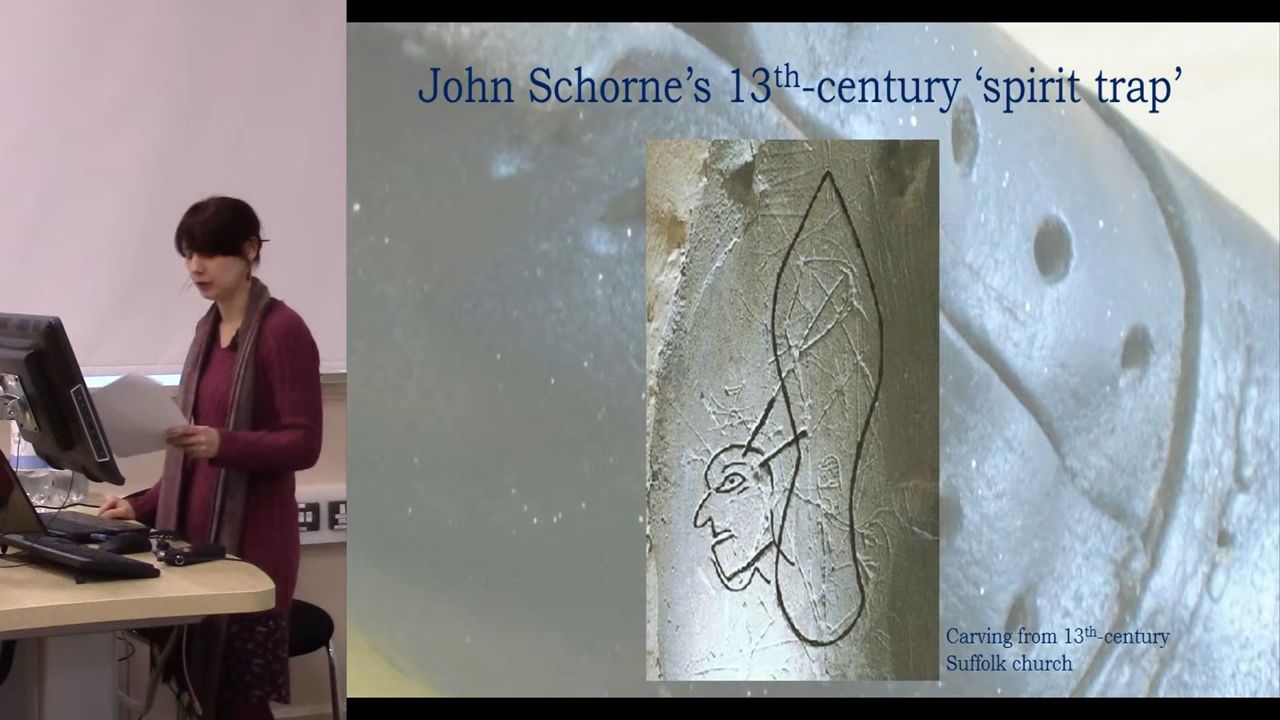 John Schorne’s 13th-century ‘spirit trap’
Carving from 13th-century
Suffolk church